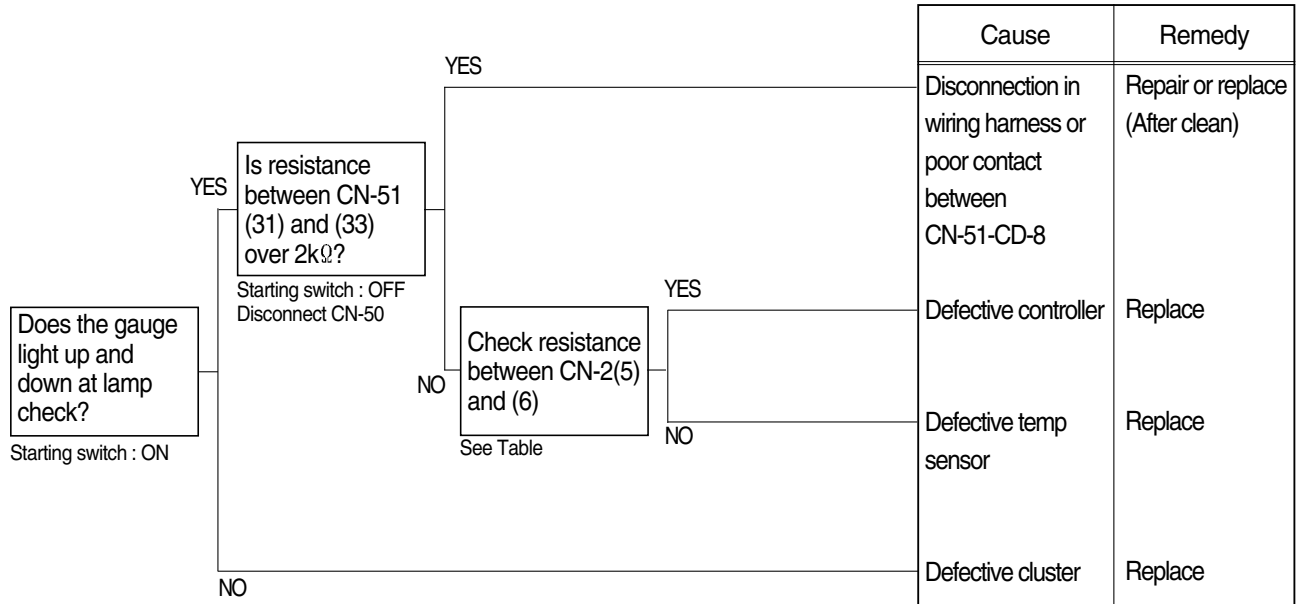 Cause
Remedy
YES
Disconnection in
wiring harness or
poor contact
between
CN-51-CD-8
Repair or replace
(After clean)
YES
Is resistance
between CN-51
(31) and (33)
over 2kΩ?
Starting switch : OFF
Disconnect CN-50
YES
Defective controller
Replace
Does the gauge
light up and
down at lamp
check?
Starting switch : ON
NO
Check resistance
between CN-2(5)
and (6)
See Table
NO
Defective temp
sensor
Replace
NO
Defective cluster
Replace